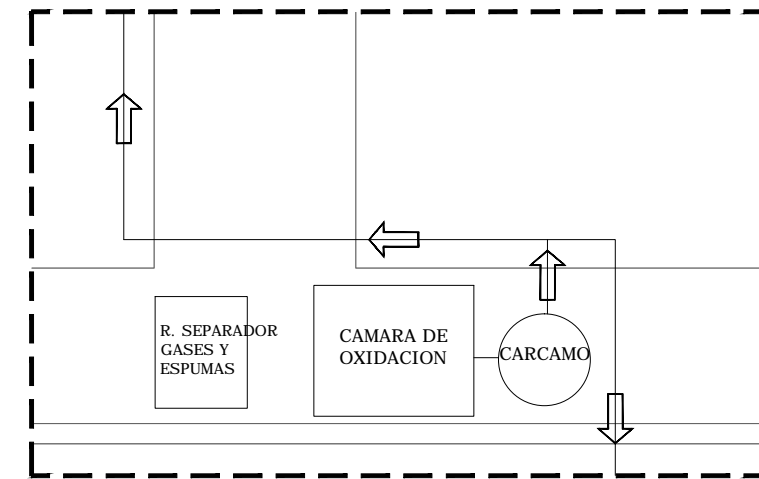 R. SEPARADOR
GASES Y
ESPUMAS
CAMARA DE
OXIDACION
CARCAMO